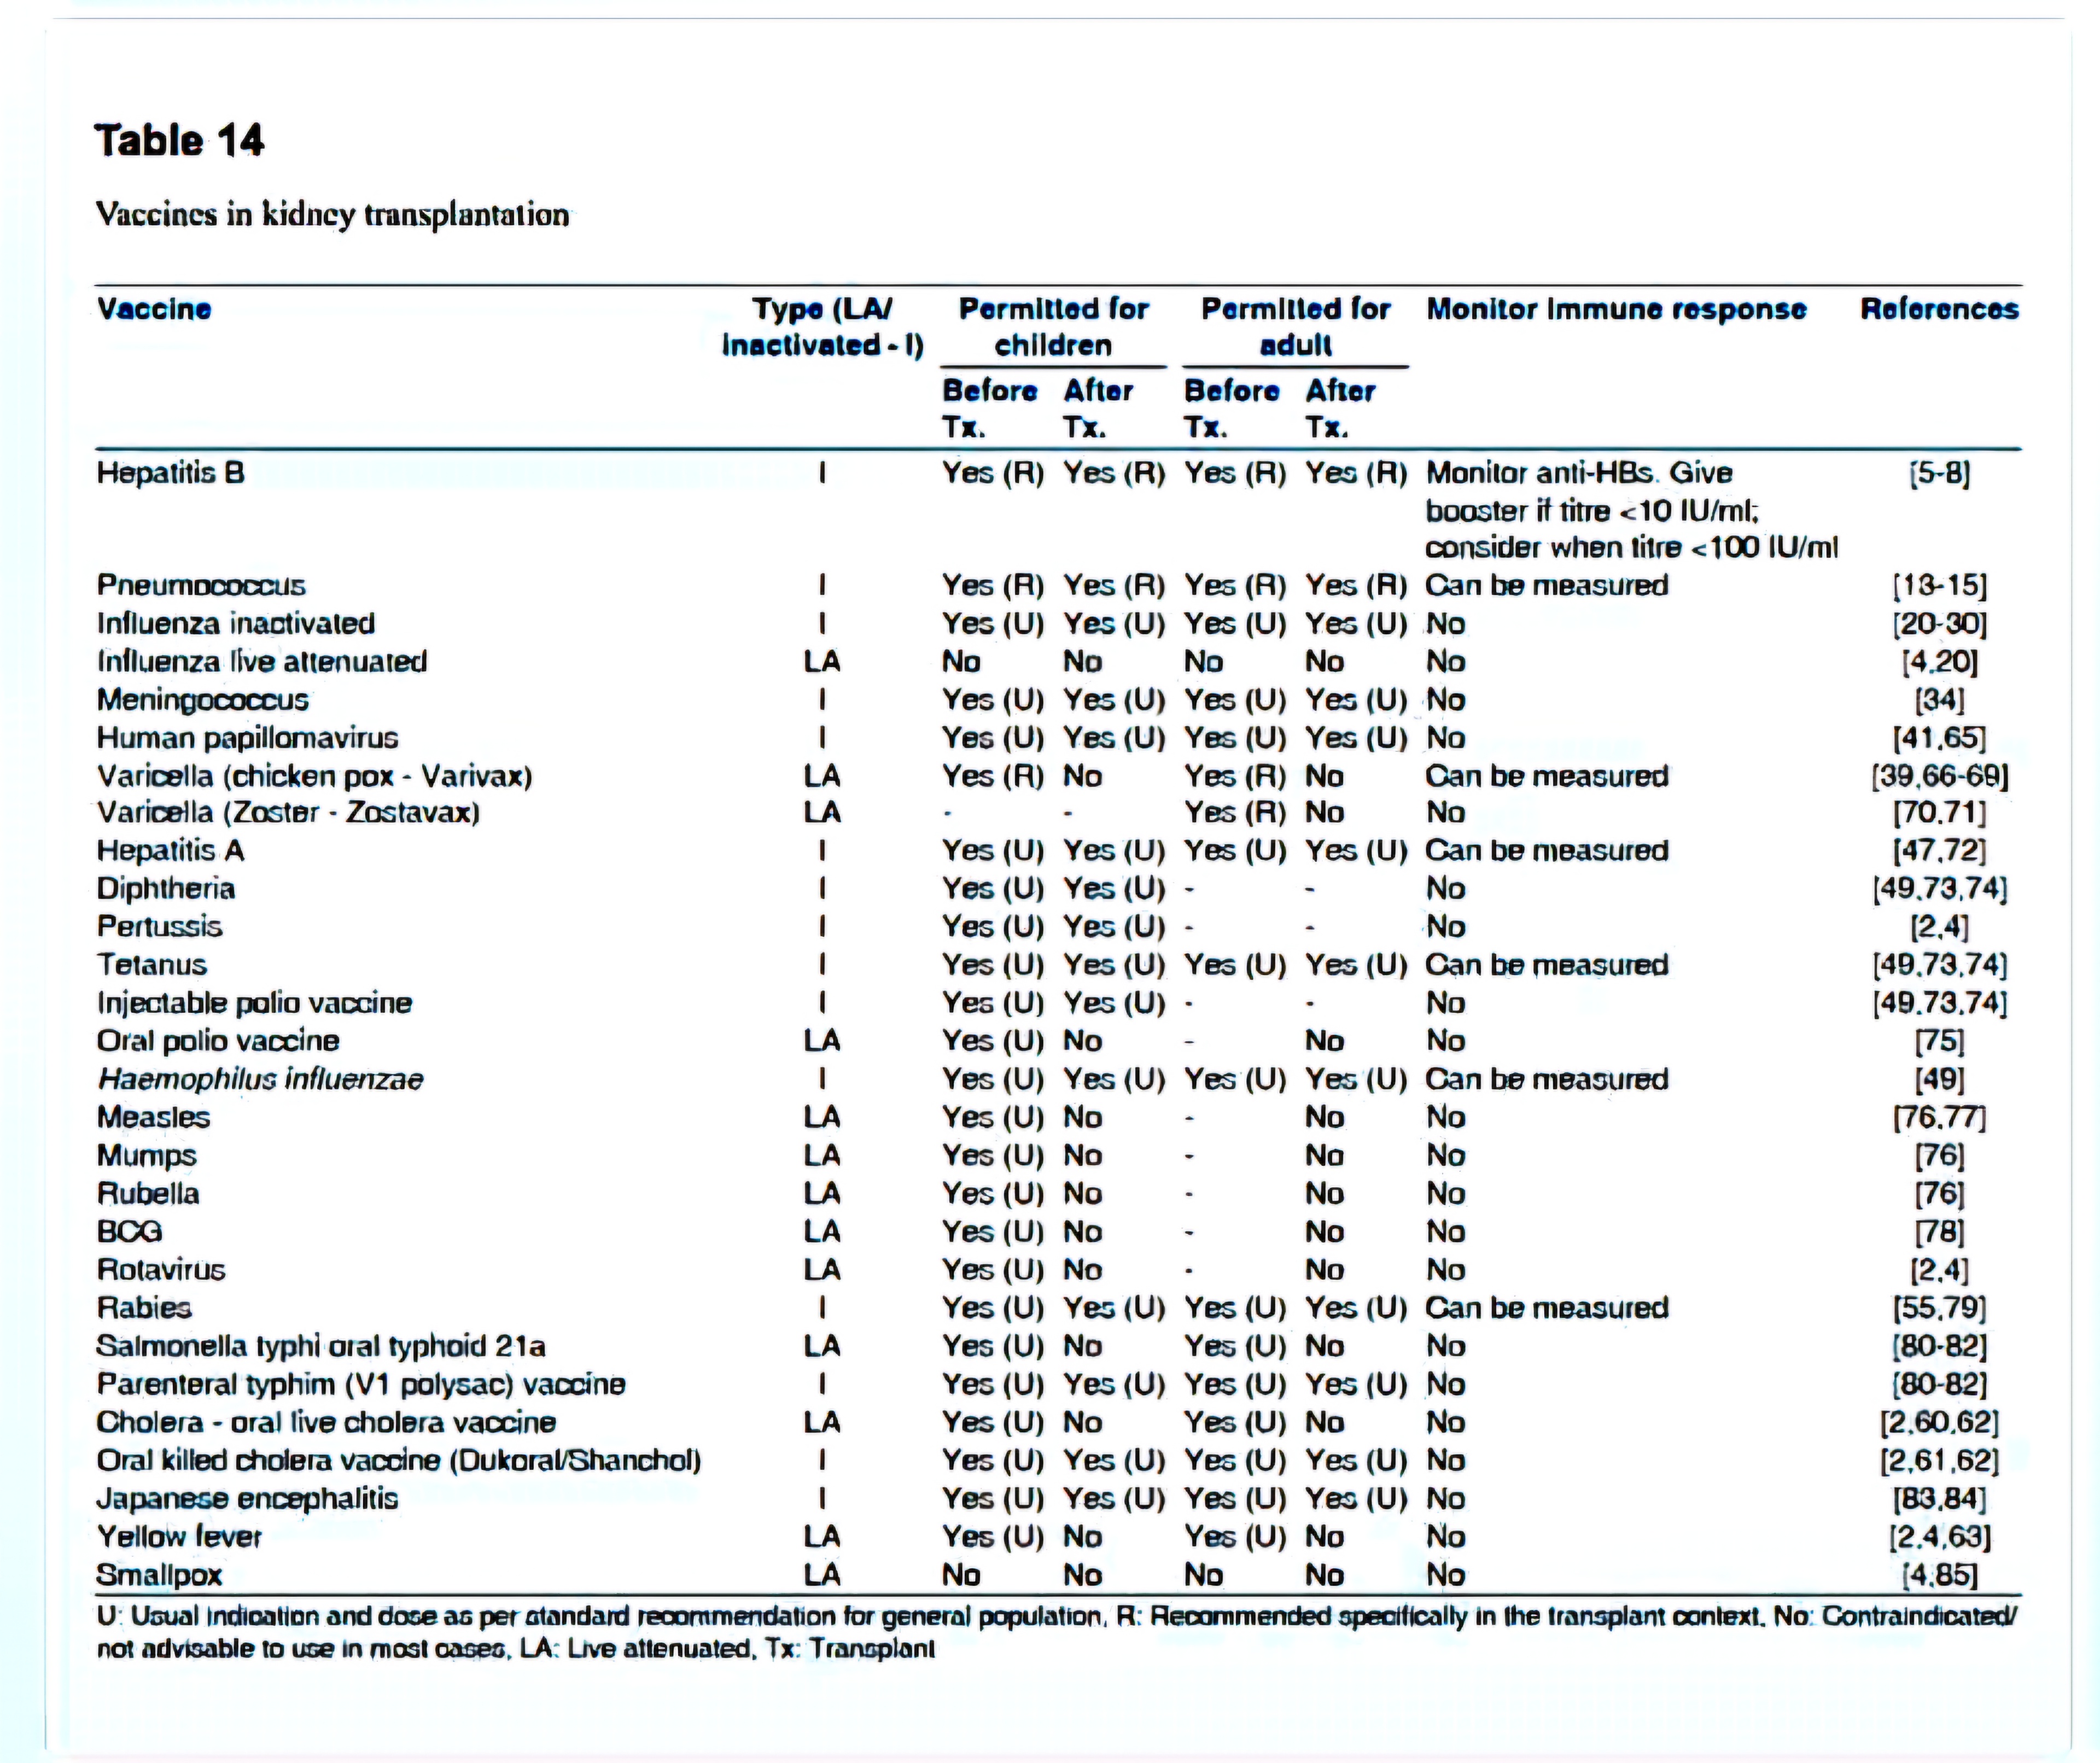 Table 14
Vaccines in kidney transplantation
Vaccine Type (LA/ Permitted for Permitted for Monitor Immune response References
Inactivated - I) children adult
Before After Before After
Tx. Tx. Tx. Tx.
Hepatitis B I Yes (R) Yes (R) Yes (R) Yes (R) Monitor anti-HBs. Give [5-8]
booster if titre <10 IU/ml;
consider when titre <100 IU/ml
Pneumococcus I Yes (R) Yes (R) Yes (R) Yes (R) Can be measured [13-15]
Influenza inactivated I Yes (U) Yes (U) Yes (U) Yes (U) No [20-30]
Influenza live attenuated LA No No No No No [4,20]
Meningococcus I Yes (U) Yes (U) Yes (U) Yes (U) No [34]
Human papillomavirus I Yes (U) Yes (U) Yes (U) Yes (U) No [41,65]
Varicella (chicken pox - Varivax) LA Yes (R) No Yes (R) No Can be measured [39,66-69]
Varicella (Zoster - Zostavax) LA - - Yes (R) No No [70,71]
Hepatitis A I Yes (U) Yes (U) Yes (U) Yes (U) Can be measured [47,72]
Diphtheria I Yes (U) Yes (U) - - No [49,73,74]
Pertussis I Yes (U) Yes (U) - - No [2,4]
Tetanus I Yes (U) Yes (U) Yes (U) Yes (U) Can be measured [49,73,74]
Injectable polio vaccine I Yes (U) Yes (U) - - No [49,73,74]
Oral polio vaccine LA Yes (U) No - No No [75]
Haemophilus influenzae I Yes (U) Yes (U) Yes (U) Yes (U) Can be measured [49]
Measles LA Yes (U) No - No No [76,77]
Mumps LA Yes (U) No - No No [76]
Rubella LA Yes (U) No - No No [76]
BCG LA Yes (U) No - No No [78]
Rotavirus LA Yes (U) No - No No [2,4]
Rabies I Yes (U) Yes (U) Yes (U) Yes (U) Can be measured [55,79]
Salmonella typhi oral typhoid 21a LA Yes (U) No Yes (U) No No [80-82]
Parenteral typhim (V1 polysac) vaccine I Yes (U) Yes (U) Yes (U) Yes (U) No [80-82]
Cholera - oral live cholera vaccine LA Yes (U) No Yes (U) No No [2,60,62]
Oral killed cholera vaccine (Dukoral/Shanchol) I Yes (U) Yes (U) Yes (U) Yes (U) No [2,61,62]
Japanese encephalitis I Yes (U) Yes (U) Yes (U) Yes (U) No [83,84]
Yellow fever LA Yes (U) No Yes (U) No No [2,4,63]
Smallpox LA No No No No No [4,85]
U: Usual indication and dose as per standard recommendation for general population, R: Recommended specifically in the transplant context, No: Contraindicated/
not advisable to use in most cases, LA: Live attenuated, Tx: Transplant